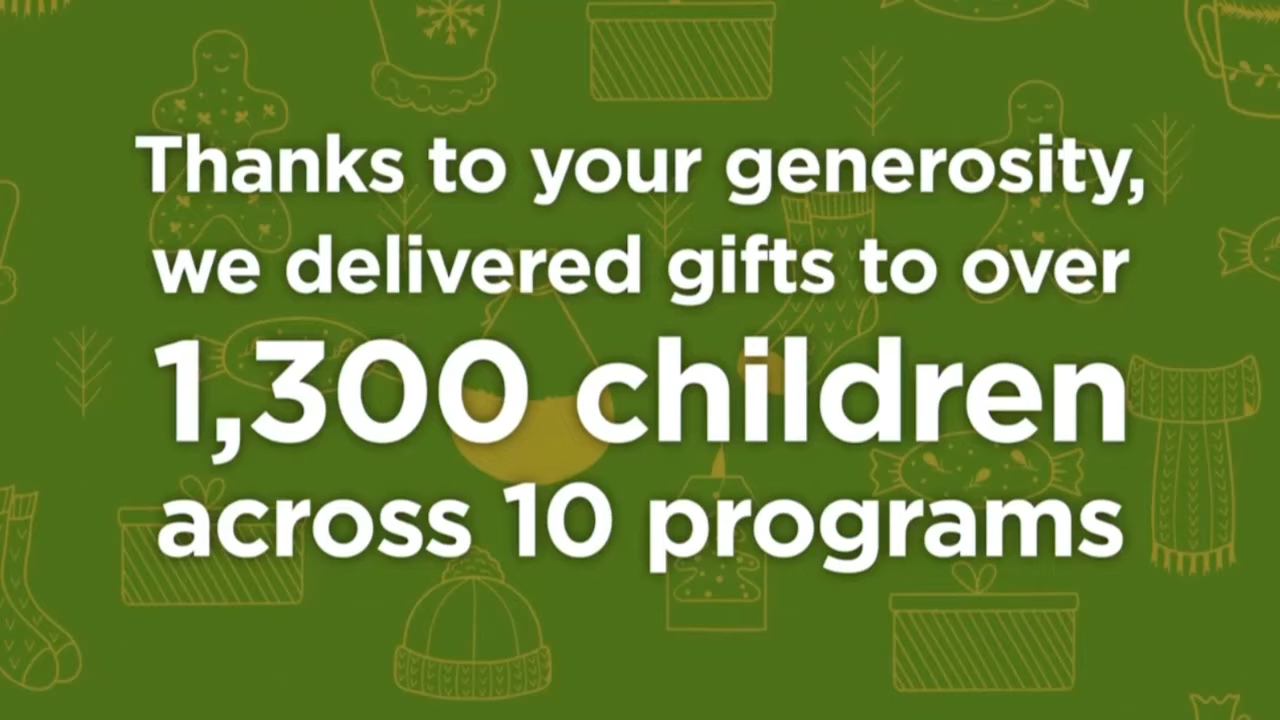 Thanks to your generosity,
we delivered gifts to over
1,300 children
across 10 programs